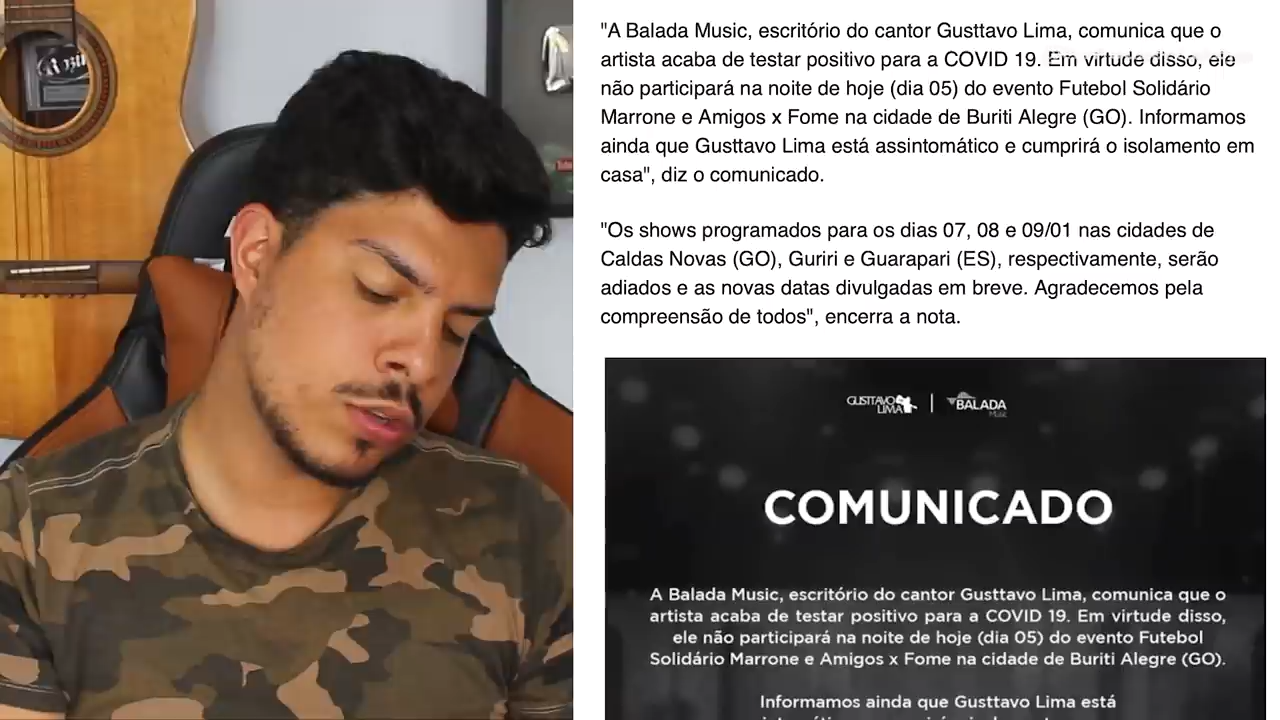 "A Balada Music, escritório do cantor Gusttavo Lima, comunica que o
artista acaba de testar positivo para a COVID 19. Em virtude disso, ele
não participará na noite de hoje (dia 05) do evento Futebol Solidário
Marrone e Amigos x Fome na cidade de Buriti Alegre (GO). Informamos
ainda que Gusttavo Lima está assintomático e cumprirá o isolamento em
casa", diz o comunicado.
"Os shows programados para os dias 07, 08 e 09/01 nas cidades de
Caldas Novas (GO), Guriri e Guarapari (ES), respectivamente, serão
adiados e as novas datas divulgadas em breve. Agradecemos pela
compreensão de todos", encerra a nota.
GUSTTAVO LIMA | BALADA Music
COMUNICADO
A Balada Music, escritório do cantor Gusttavo Lima, comunica que o
artista acaba de testar positivo para a COVID 19. Em virtude disso,
ele não participará na noite de hoje (dia 05) do evento Futebol
Solidário Marrone e Amigos x Fome na cidade de Buriti Alegre (GO).
Informamos ainda que Gusttavo Lima está